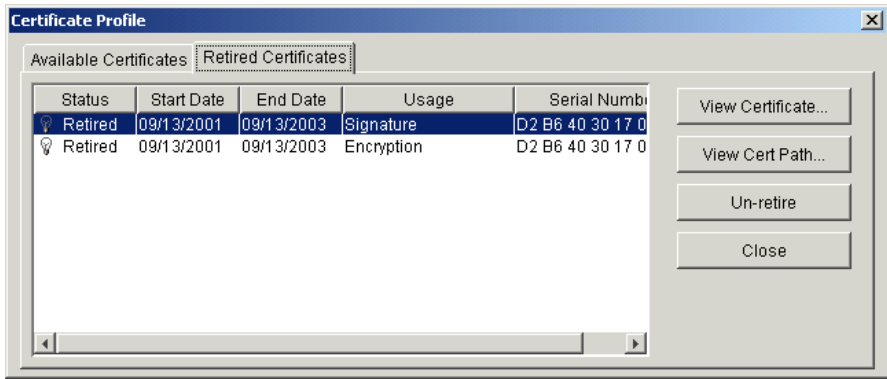 Certificate Profile
Available Certificates Retired Certificates
Status Start Date End Date Usage Serial Numb
View Certificate...
Retired 09/13/2001 09/13/2003 Signature D2 B6 40 30 17 0
Retired 09/13/2001 09/13/2003 Encryption D2 B6 40 30 17 0
View Cert Path...
Un-retire
Close